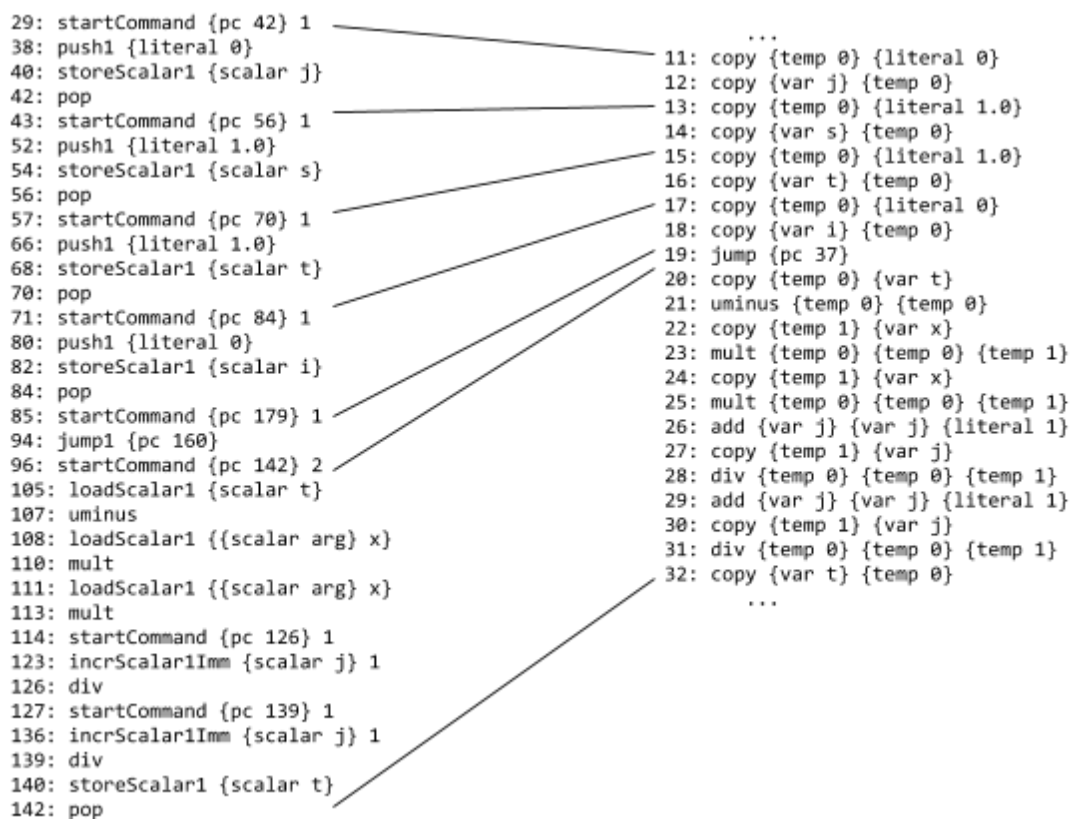 29: startCommand {pc 42} 1
38: push1 {literal 0}
40: storeScalar1 {scalar j}
42: pop
43: startCommand {pc 56} 1
52: push1 {literal 1.0}
54: storeScalar1 {scalar s}
56: pop
57: startCommand {pc 70} 1
66: push1 {literal 1.0}
68: storeScalar1 {scalar t}
70: pop
71: startCommand {pc 84} 1
80: push1 {literal 0}
82: storeScalar1 {scalar i}
84: pop
85: startCommand {pc 179} 1
94: jump1 {pc 160}
96: startCommand {pc 142} 2
105: loadScalar1 {scalar t}
107: uminus
108: loadScalar1 {{scalar arg} x}
110: mult
111: loadScalar1 {{scalar arg} x}
113: mult
114: startCommand {pc 126} 1
123: incrScalar1Imm {scalar j} 1
126: div
127: startCommand {pc 139} 1
136: incrScalar1Imm {scalar j} 1
139: div
140: storeScalar1 {scalar t}
142: pop
...
11: copy {temp 0} {literal 0}
12: copy {var j} {temp 0}
13: copy {temp 0} {literal 1.0}
14: copy {var s} {temp 0}
15: copy {temp 0} {literal 1.0}
16: copy {var t} {temp 0}
17: copy {temp 0} {literal 0}
18: copy {var i} {temp 0}
19: jump {pc 37}
20: copy {temp 0} {var t}
21: uminus {temp 0} {temp 0}
22: copy {temp 1} {var x}
23: mult {temp 0} {temp 0} {temp 1}
24: copy {temp 1} {var x}
25: mult {temp 0} {temp 0} {temp 1}
26: add {var j} {var j} {literal 1}
27: copy {temp 1} {var j}
28: div {temp 0} {temp 0} {temp 1}
29: add {var j} {var j} {literal 1}
30: copy {temp 1} {var j}
31: div {temp 0} {temp 0} {temp 1}
32: copy {var t} {temp 0}
...